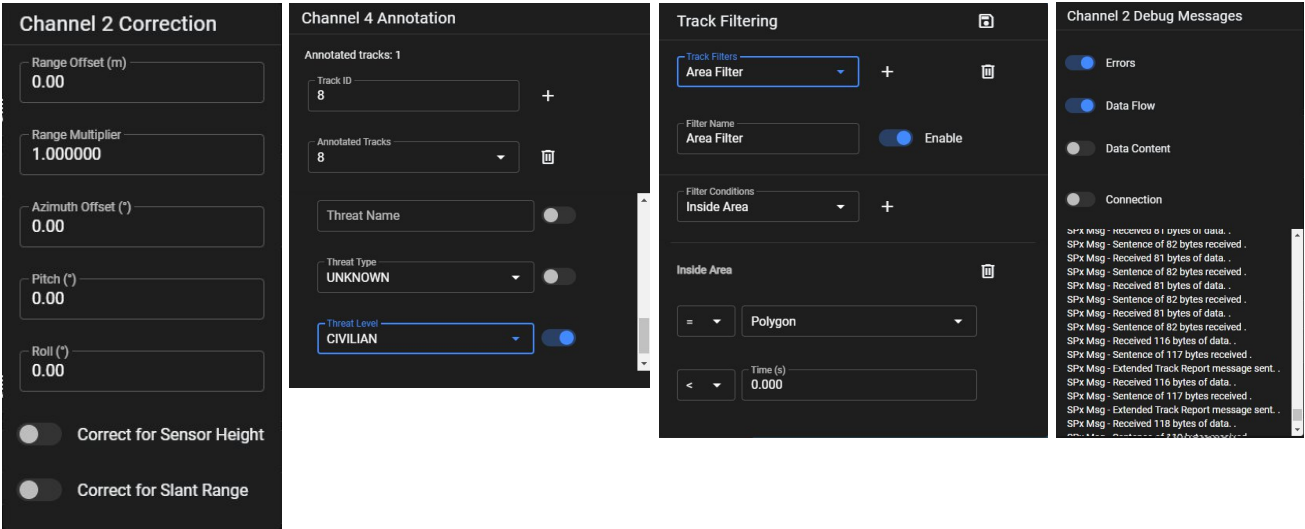 Channel 2 Correction
Range Offset (m)
0.00
Range Multiplier
1.000000
Azimuth Offset (°)
0.00
Pitch (°)
0.00
Roll (°)
0.00
Correct for Sensor Height
Correct for Slant Range
Channel 4 Annotation
Annotated tracks: 1
Track ID
8
Annotated Tracks
8
Threat Name
Threat Type
UNKNOWN
Threat Level
CIVILIAN
Track Filtering
Track Filters
Area Filter
Filter Name
Area Filter
Enable
Filter Conditions
Inside Area
Inside Area
= Polygon
Time (s)
< 0.000
Channel 2 Debug Messages
Errors
Data Flow
Data Content
Connection
SPx Msg - Received 81 bytes of data. .
SPx Msg - Sentence of 82 bytes received .
SPx Msg - Received 81 bytes of data. .
SPx Msg - Sentence of 82 bytes received .
SPx Msg - Received 81 bytes of data. .
SPx Msg - Sentence of 82 bytes received .
SPx Msg - Received 81 bytes of data. .
SPx Msg - Sentence of 82 bytes received .
SPx Msg - Received 116 bytes of data. .
SPx Msg - Sentence of 117 bytes received .
SPx Msg - Extended Track Report message sent. .
SPx Msg - Received 116 bytes of data. .
SPx Msg - Sentence of 117 bytes received .
SPx Msg - Extended Track Report message sent. .
SPx Msg - Received 118 bytes of data. .